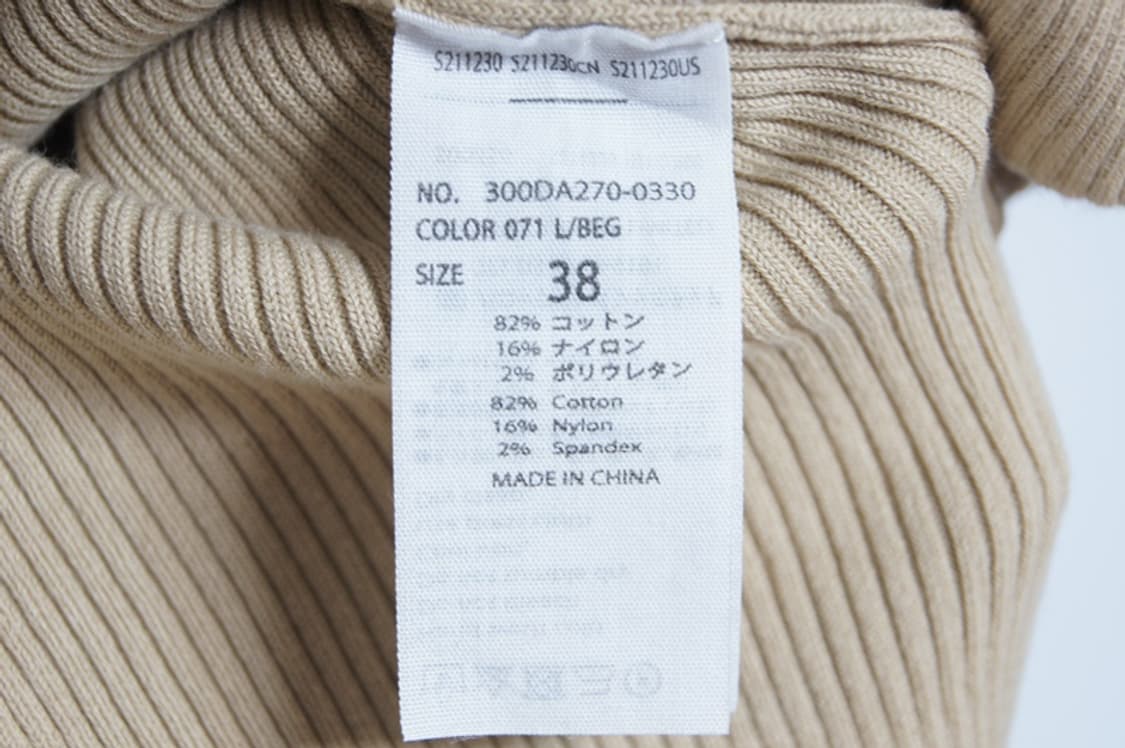 S211230 S211230CN S211230US
NO. 300DA270-0330
COLOR 071 L/BEG
SIZE 38
82% コットン
16% ナイロン
2% ポリウレタン
82% Cotton
16% Nylon
2% Spandex
MADE IN CHINA